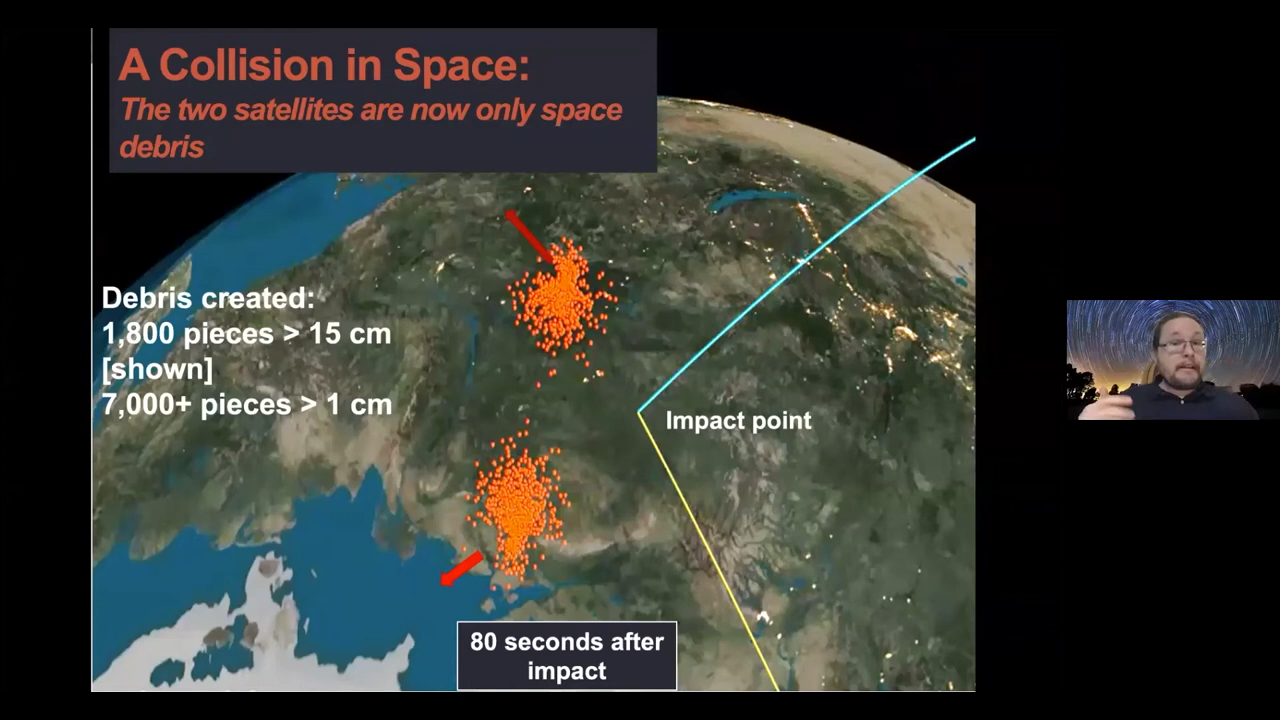 A Collision in Space:
The two satellites are now only space
debris
Debris created:
1,800 pieces > 15 cm
[shown]
7,000+ pieces > 1 cm
Impact point
80 seconds after
impact